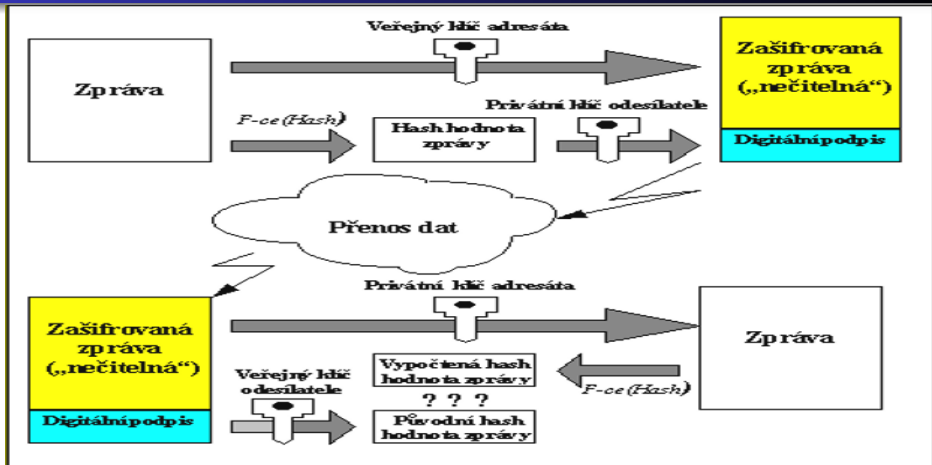 Veřejný klíč adresáta
Zpráva
Zašifrovaná
zpráva
(„nečitelná“)
Privátní klíč odesílatele
F-ce (Hash)
Hash hodnota
zprávy
Digitální podpis
Přenos dat
Privátní klíč adresáta
Zašifrovaná
zpráva
(„nečitelná“)
Zpráva
Veřejný klíč
odesílatele
Vypočtená hash
hodnota zprávy
F-ce (Hash)
? ? ?
Digitální podpis
Původní hash
hodnota zprávy